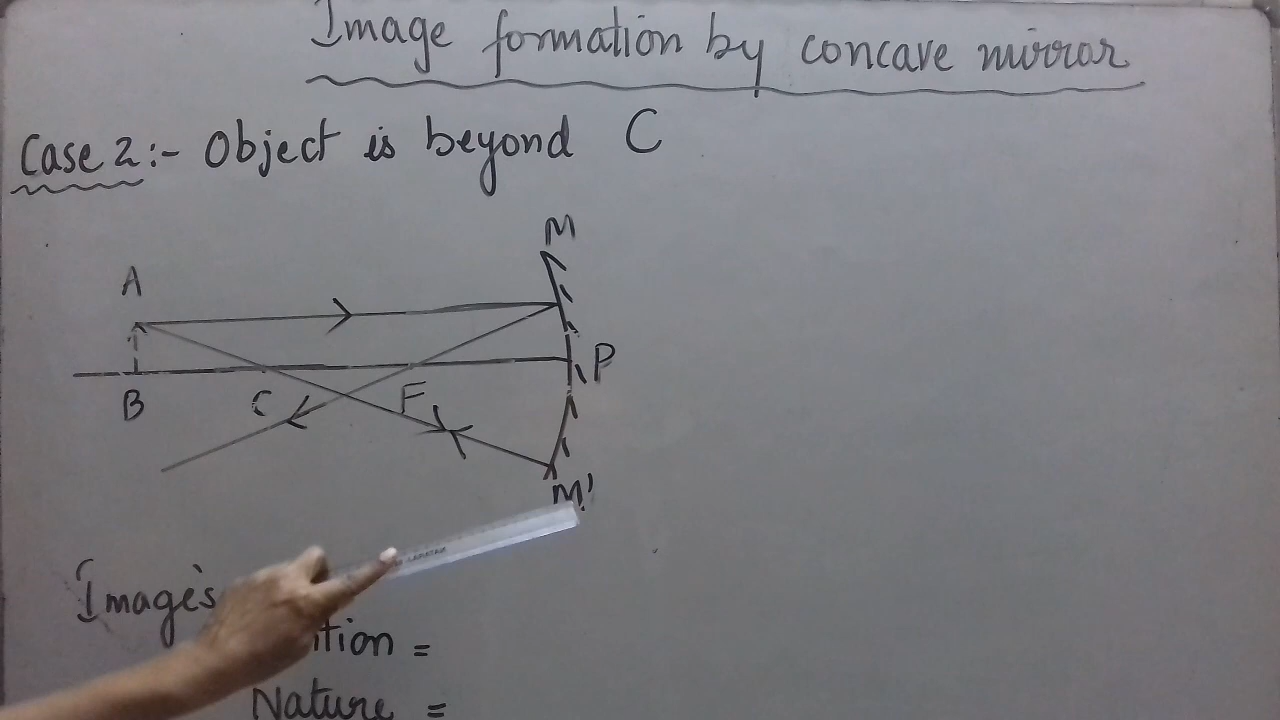 Image formation by concave mirror
Case 2:- Object is beyond C
M
A
P
B
C
F
M'
Image's
=
Nature =